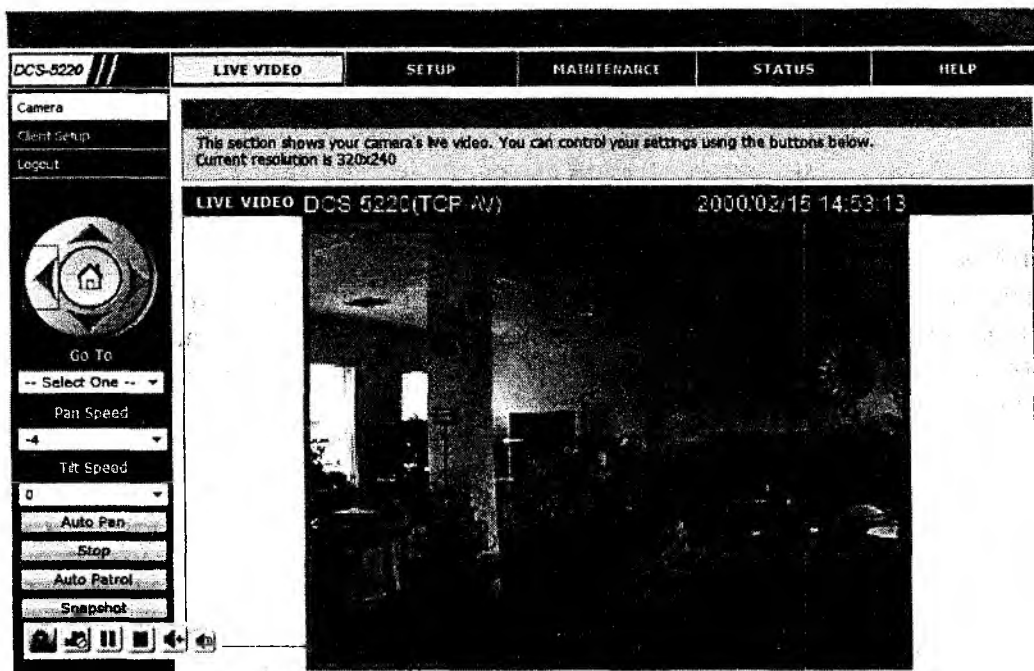 DCS-5220
LIVE VIDEO
SETUP
MAINTENANCE
STATUS
HELP
Camera
Client Setup
Logout
This section shows your camera's live video. You can control your settings using the buttons below.
Current resolution is 320x240
LIVE VIDEO
DCS 5220(TCP-AV)
2000/02/15 14:53:13
Go To
-- Select One --
Pan Speed
-4
Tilt Speed
0
Auto Pan
Stop
Auto Patrol
Snapshot